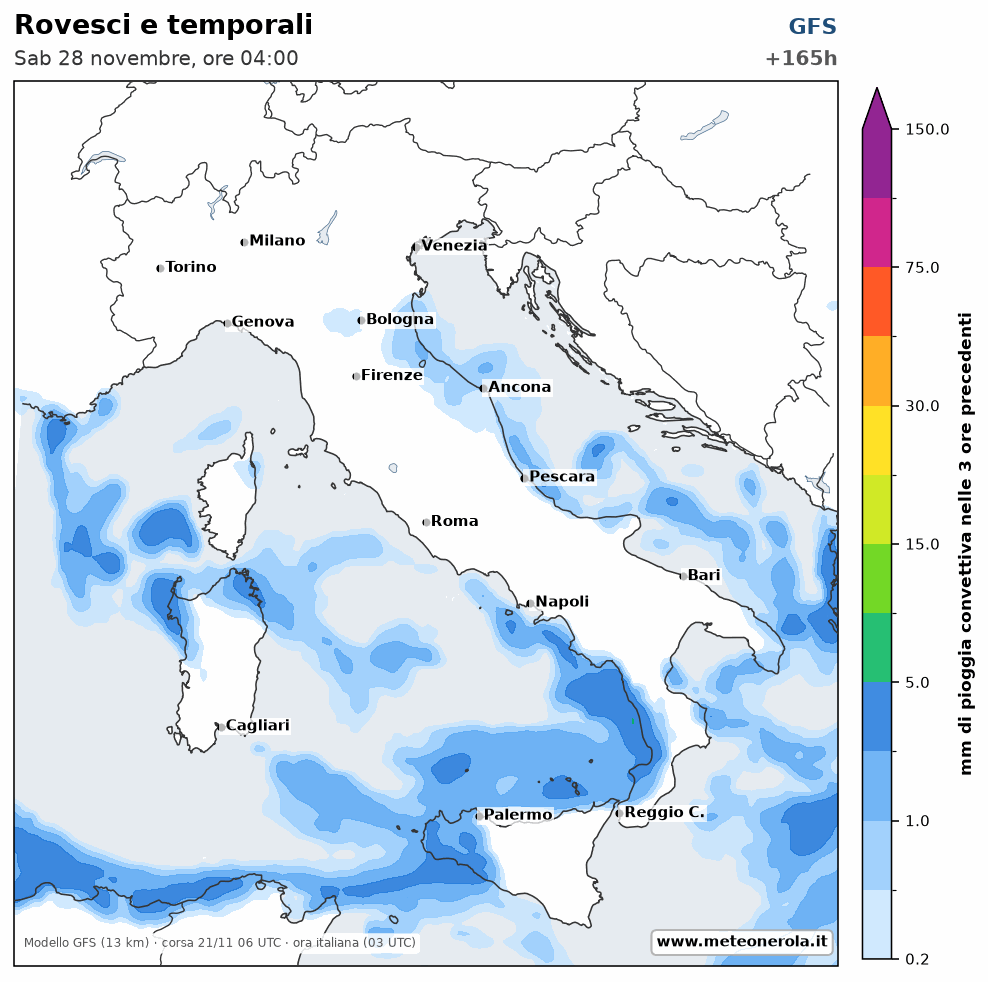 Rovesci e temporali
GFS
Sab 28 novembre, ore 04:00
+165h
150.0
75.0
30.0
15.0
5.0
1.0
0.2
mm di pioggia convettiva nelle 3 ore precedenti
Milano
Venezia
Torino
Genova
Bologna
Firenze
Ancona
Pescara
Roma
Bari
Napoli
Cagliari
Palermo
Reggio C.
Modello GFS (13 km) · corsa 21/11 06 UTC · ora italiana (03 UTC)
www.meteonerola.it